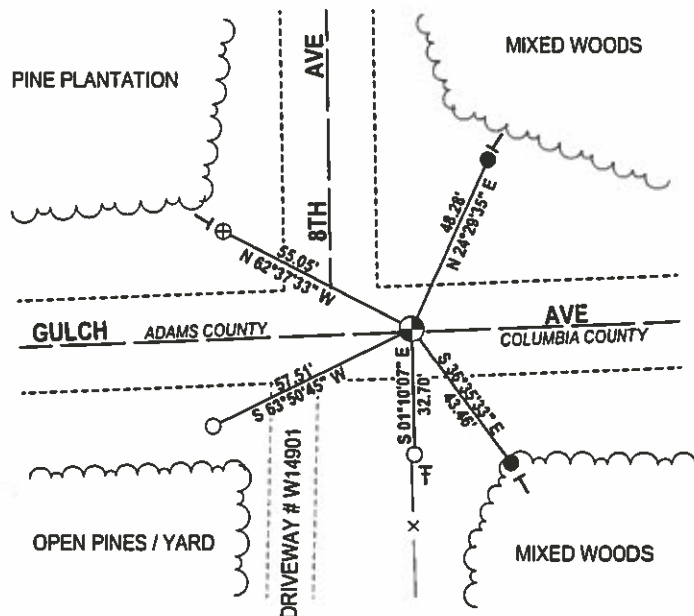 PINE PLANTATION
8TH AVE
MIXED WOODS
55.05'
N 62°37'33" W
48.28'
N 24°29'35" E
GULCH AVE
ADAMS COUNTY
COLUMBIA COUNTY
57.51'
S 63°50'45" W
S 01°10'07" E
32.70'
S 36°35'33" E
43.46'
OPEN PINES / YARD
DRIVEWAY # W14901
MIXED WOODS